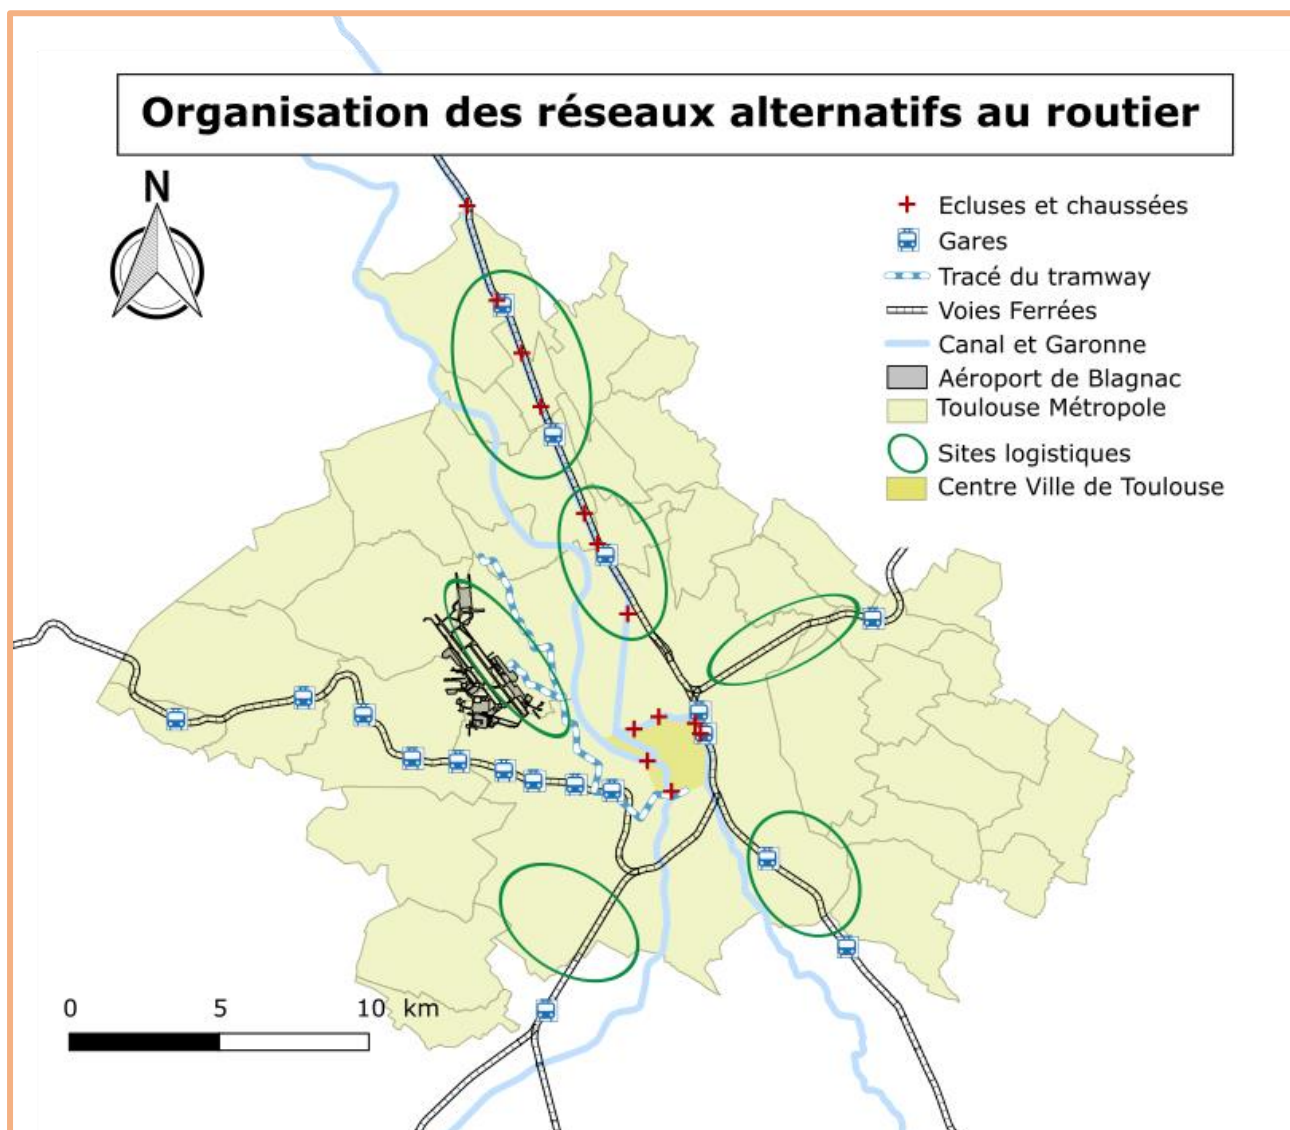 Organisation des réseaux alternatifs au routier
N
Ecluses et chaussées
Gares
Tracé du tramway
Voies Ferrées
Canal et Garonne
Aéroport de Blagnac
Toulouse Métropole
Sites logistiques
Centre Ville de Toulouse
0 5 10 km